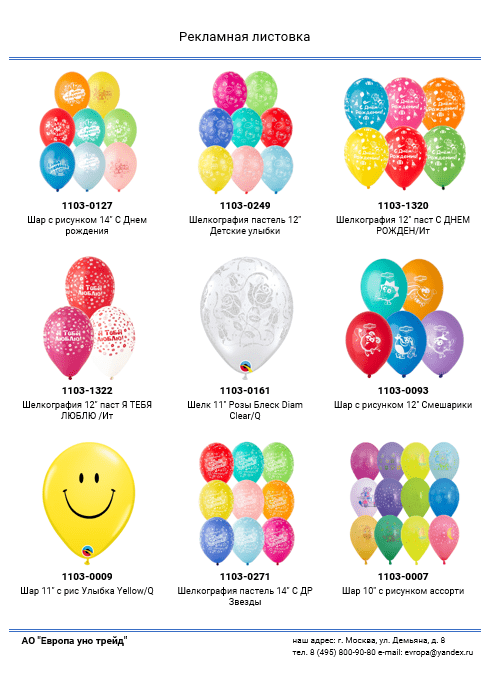 Рекламная листовка
1103-0127
Шар с рисунком 14" С Днем
рождения
1103-0249
Шелкография пастель 12"
Детские улыбки
1103-1320
Шелкография 12" паст С ДНЕМ
РОЖДЕН/Ит
Я ТЕБЯ
ЛЮБЛЮ!
1103-1322
Шелкография 12" паст Я ТЕБЯ
ЛЮБЛЮ /Ит
1103-0161
Шелк 11" Розы Блеск Diam
Clear/Q
1103-0093
Шар с рисунком 12" Смешарики
1103-0009
Шар 11" с рис Улыбка Yellow/Q
1103-0271
Шелкография пастель 14" С ДР
Звезды
1103-0007
Шар 10" с рисунком ассорти
АО "Европа уно трейд"
наш адрес: г. Москва, ул. Демьяна, д. 8
тел. 8 (495) 800-90-80 e-mail: evropa@yandex.ru